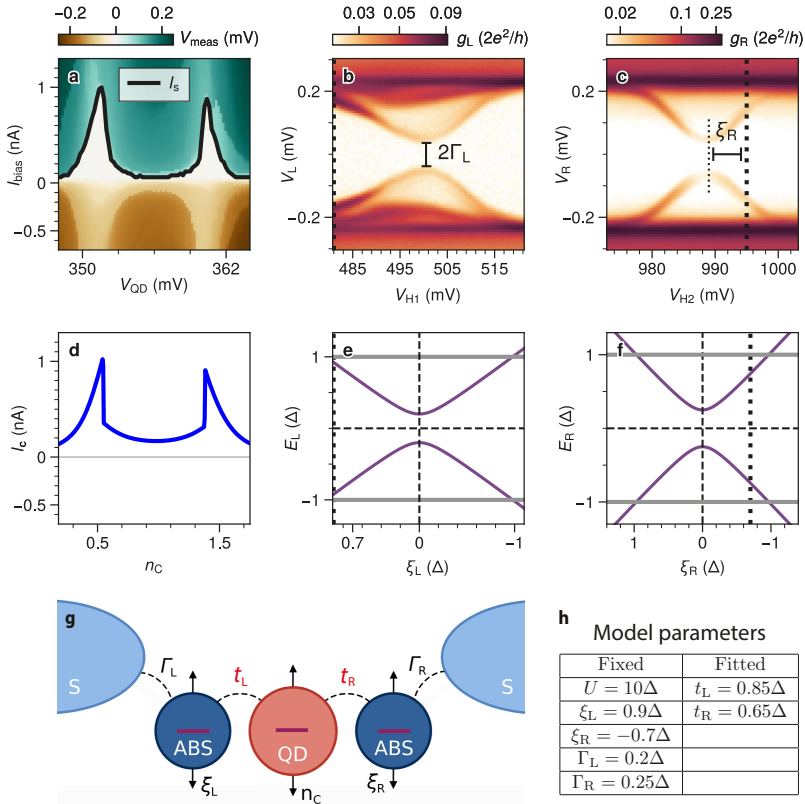 −0.2 0 0.2 V_meas (mV)
0.03 0.05 0.09 g_L (2e²/h)
0.02 0.1 0.25 g_R (2e²/h)
a
I_s
1
0
−0.5
I_bias (nA)
350 362
V_QD (mV)
b
0.2
−0.2
V_L (mV)
2Γ_L
485 495 505 515
V_H1 (mV)
c
0.2
−0.2
V_R (mV)
ξ_R
980 990 1000
V_H2 (mV)
d
1
0
−0.5
I_c (nA)
0.5 1.5
n_C
e
1
−1
E_L (Δ)
0.7 0 −1
ξ_L (Δ)
f
1
−1
E_R (Δ)
1 0 −1
ξ_R (Δ)
g
S
Γ_L
t_L
t_R
Γ_R
S
ABS
QD
ABS
ξ_L
n_C
ξ_R
h
Model parameters
Fixed Fitted
U = 10Δ t_L = 0.85Δ
ξ_L = 0.9Δ t_R = 0.65Δ
ξ_R = −0.7Δ
Γ_L = 0.2Δ
Γ_R = 0.25Δ